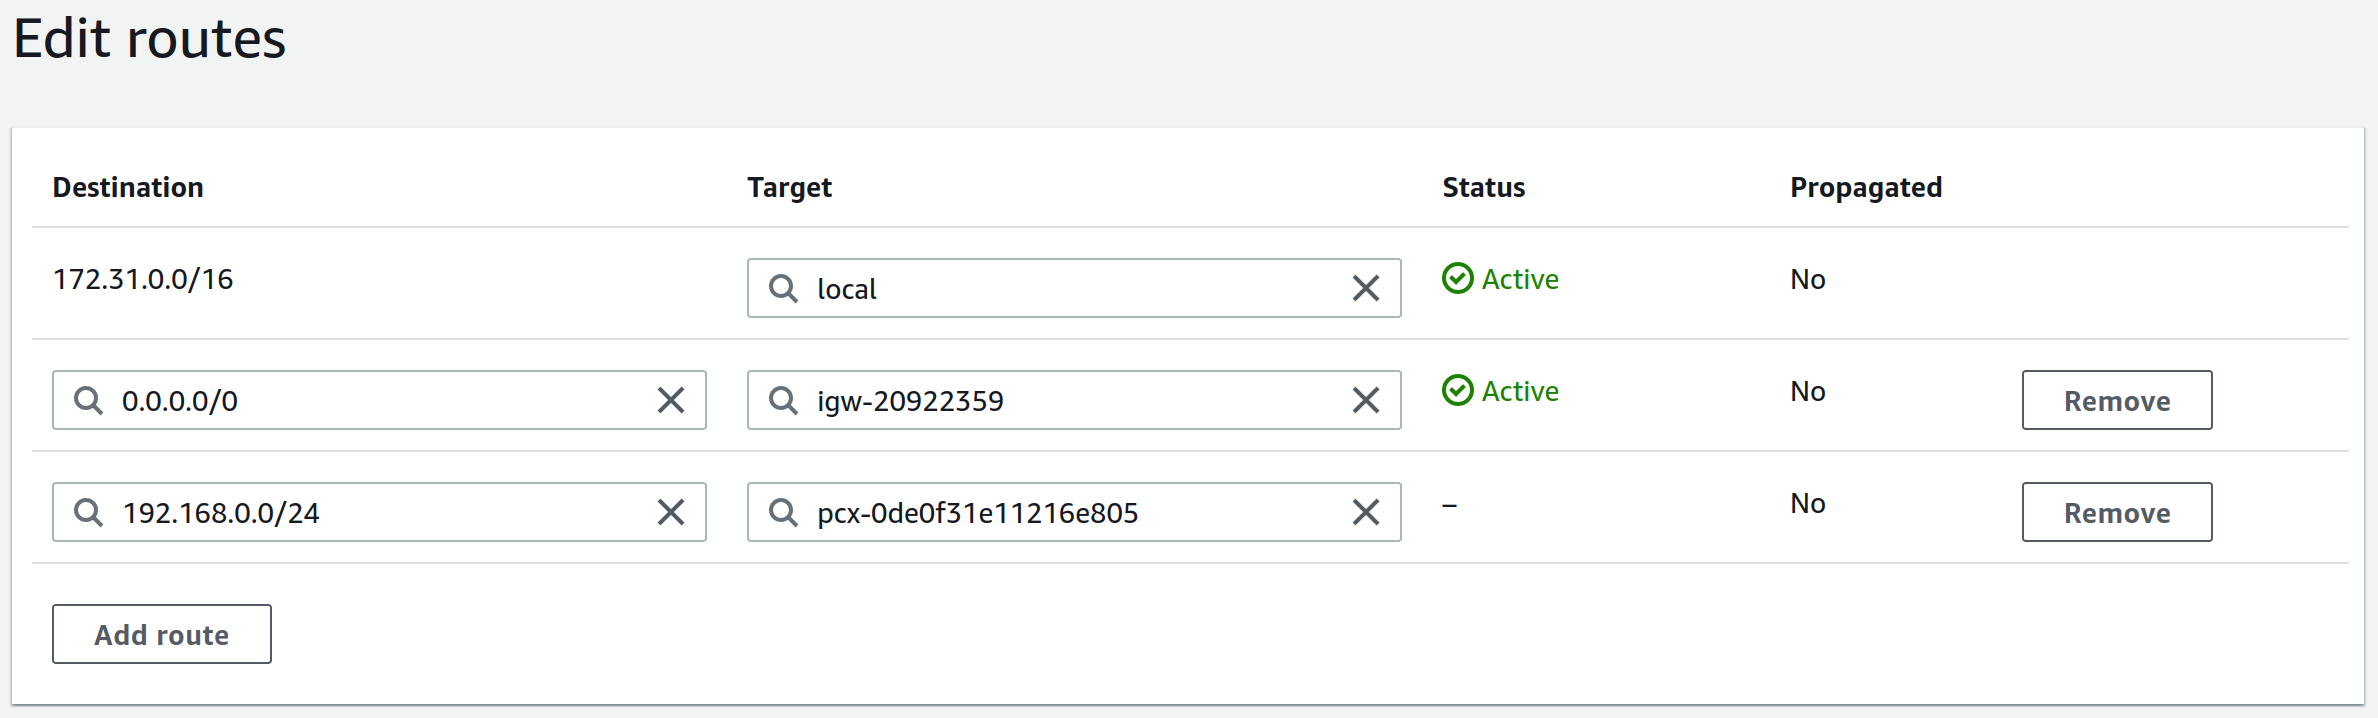 Edit routes
Destination Target Status Propagated
172.31.0.0/16 local Active No
0.0.0.0/0 igw-20922359 Active No Remove
192.168.0.0/24 pcx-0de0f31e11216e805 – No Remove
Add route